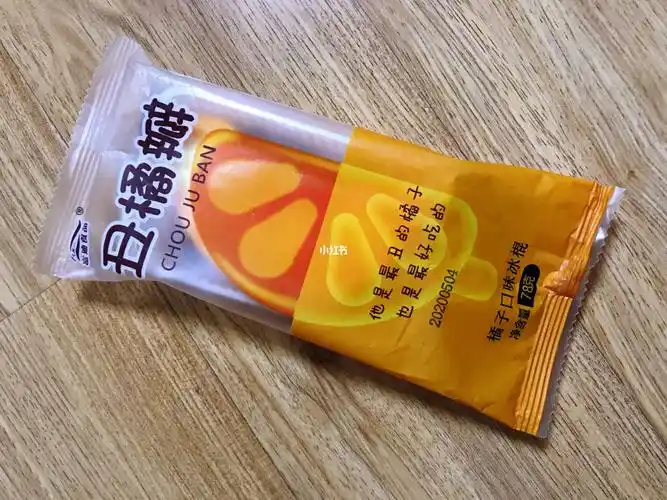 丑橘瓣
CHOU JU BAN
®
他是最丑的橘子
也是最好吃的
20200504
橘子口味冰棍
净含量 78克
小红书